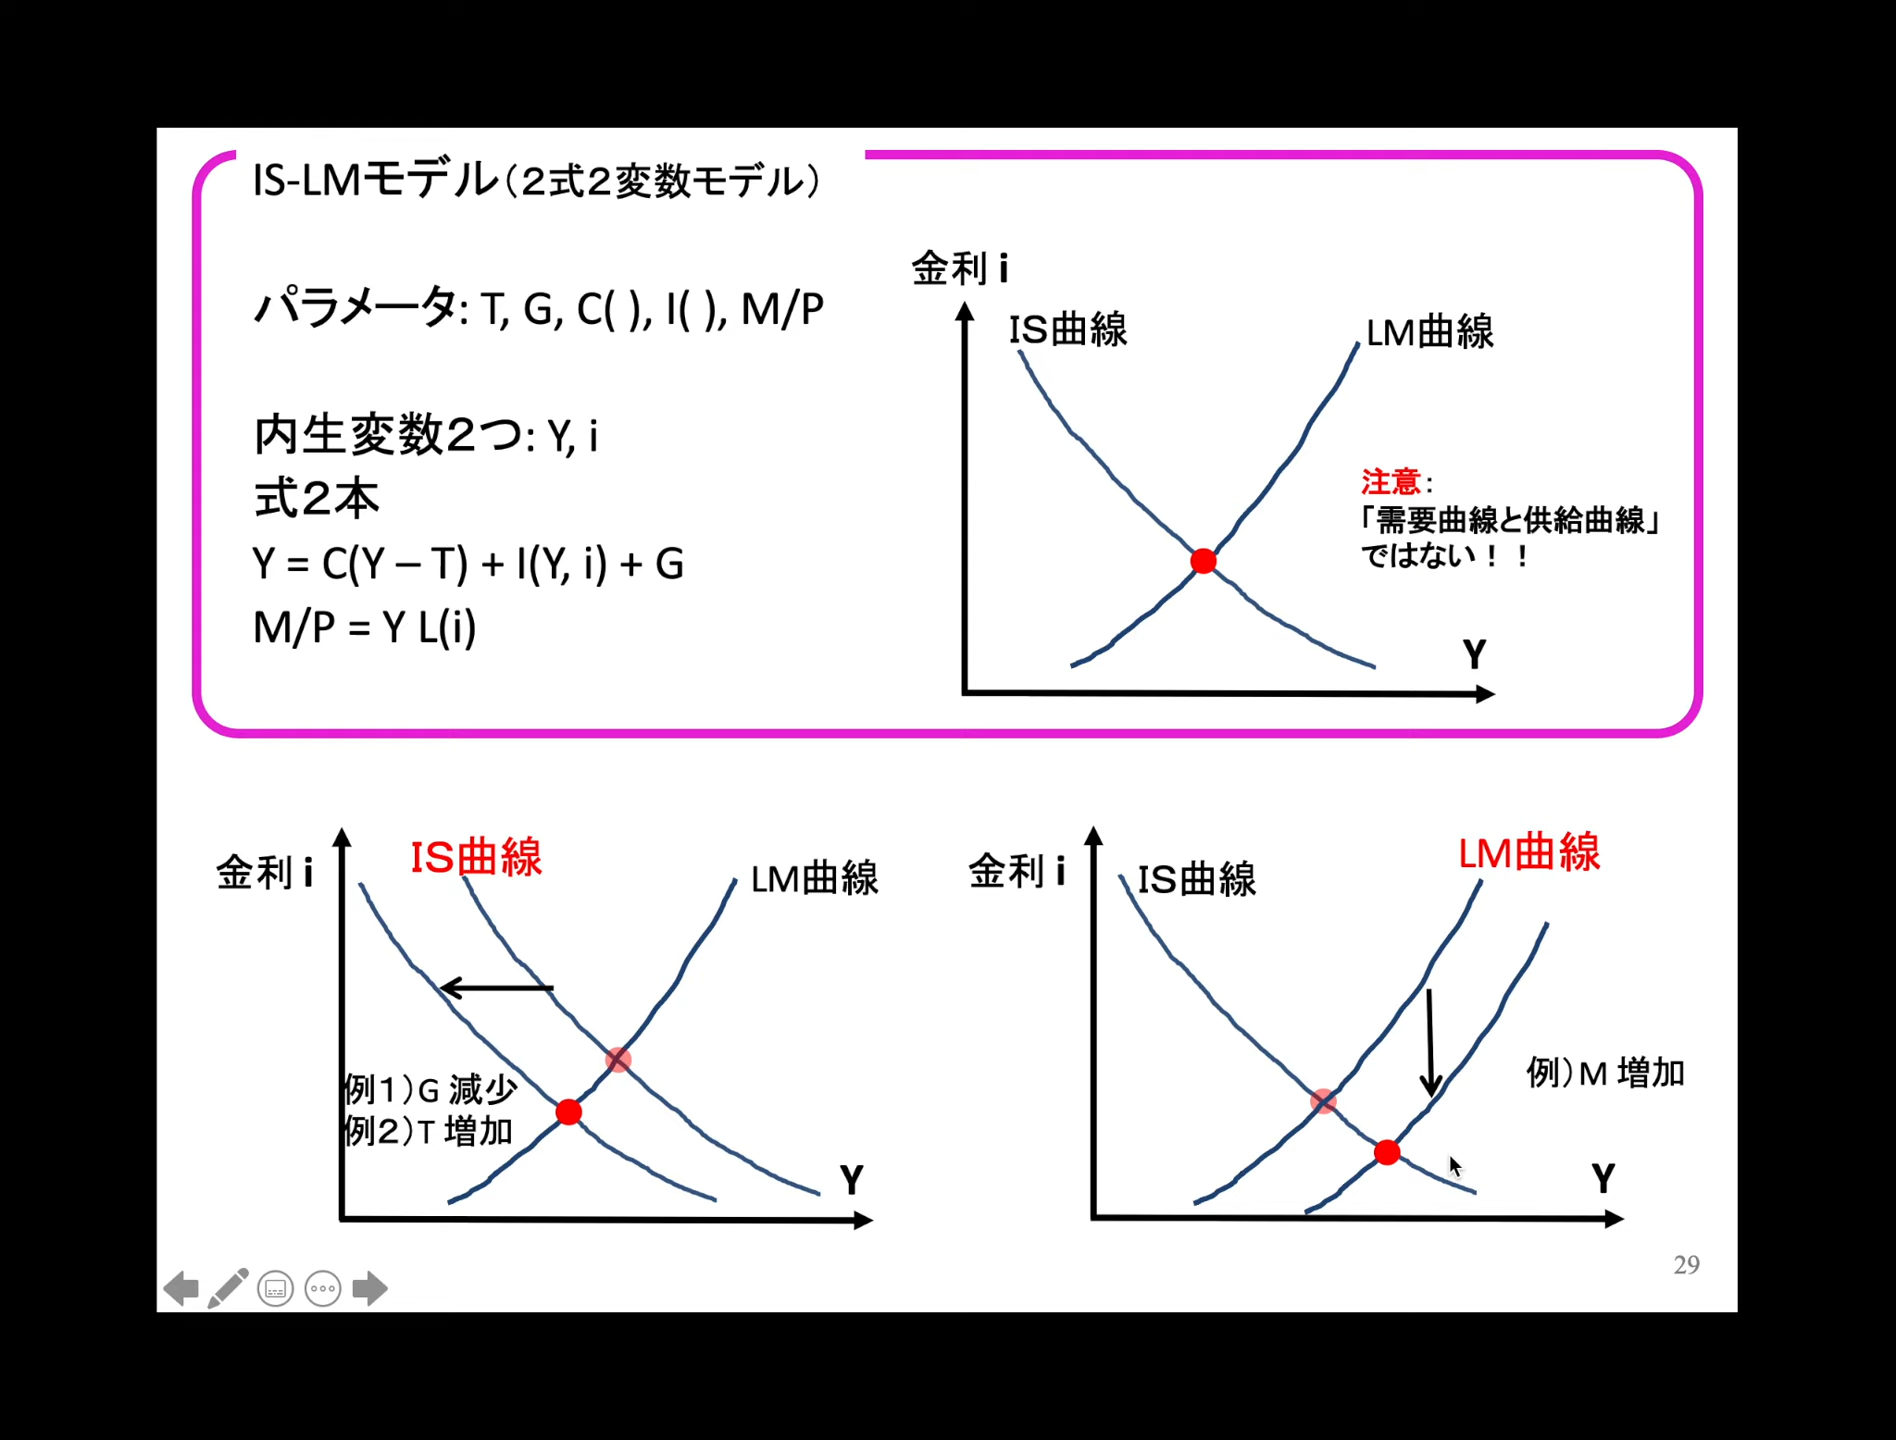 IS-LMモデル（２式２変数モデル）
パラメータ: T, G, C( ), I( ), M/P
内生変数２つ: Y, i
式２本
Y = C(Y – T) + I(Y, i) + G
M/P = Y L(i)
金利 i
IS曲線
LM曲線
注意：
「需要曲線と供給曲線」
ではない！！
Y
金利 i
IS曲線
LM曲線
例１）G 減少
例２）T 増加
Y
金利 i
IS曲線
LM曲線
例）M 増加
Y
29